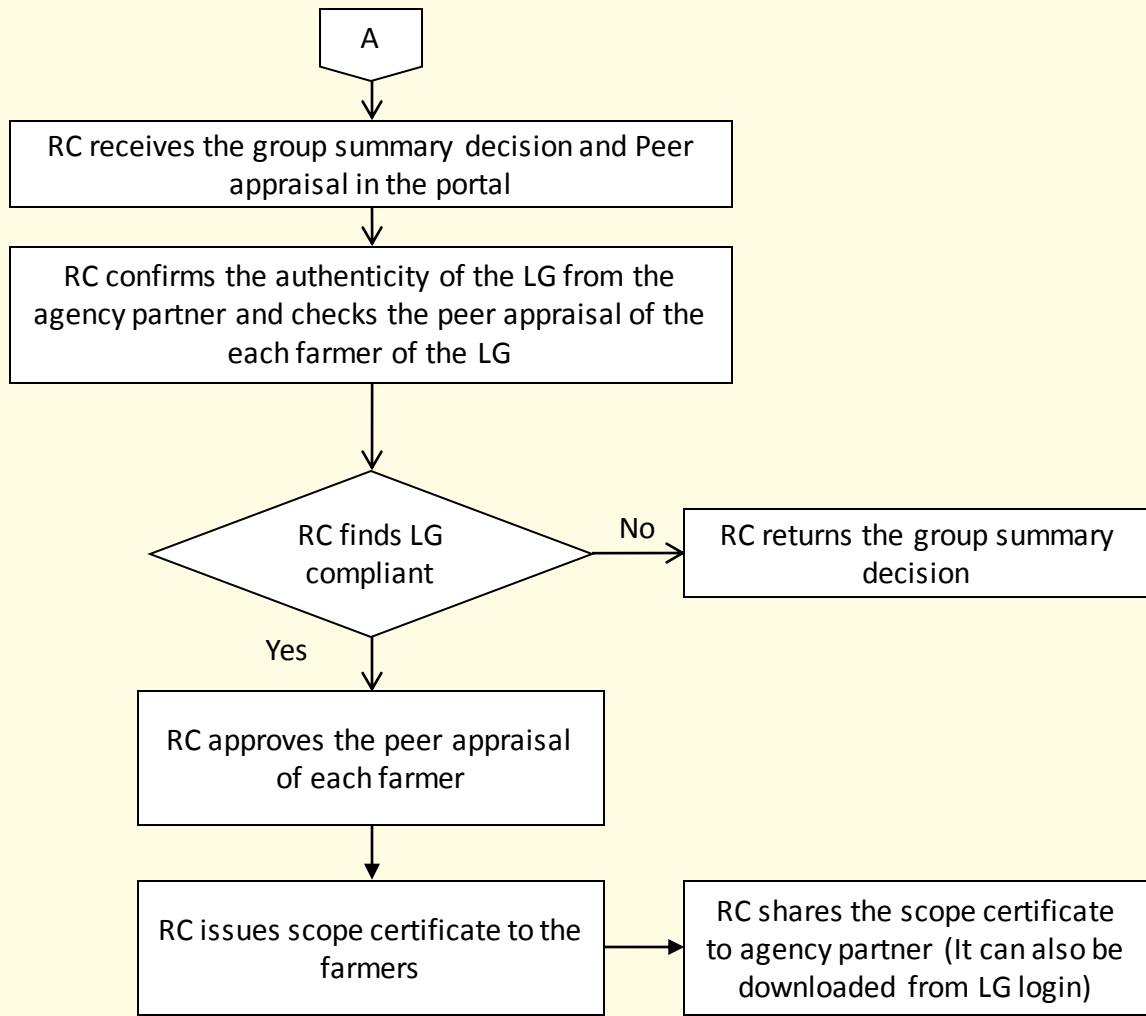 A
RC receives the group summary decision and Peer
appraisal in the portal
RC confirms the authenticity of the LG from the
agency partner and checks the peer appraisal of the
each farmer of the LG
RC finds LG
compliant
No
RC returns the group summary
decision
Yes
RC approves the peer appraisal
of each farmer
RC issues scope certificate to the
farmers
RC shares the scope certificate
to agency partner (It can also be
downloaded from LG login)